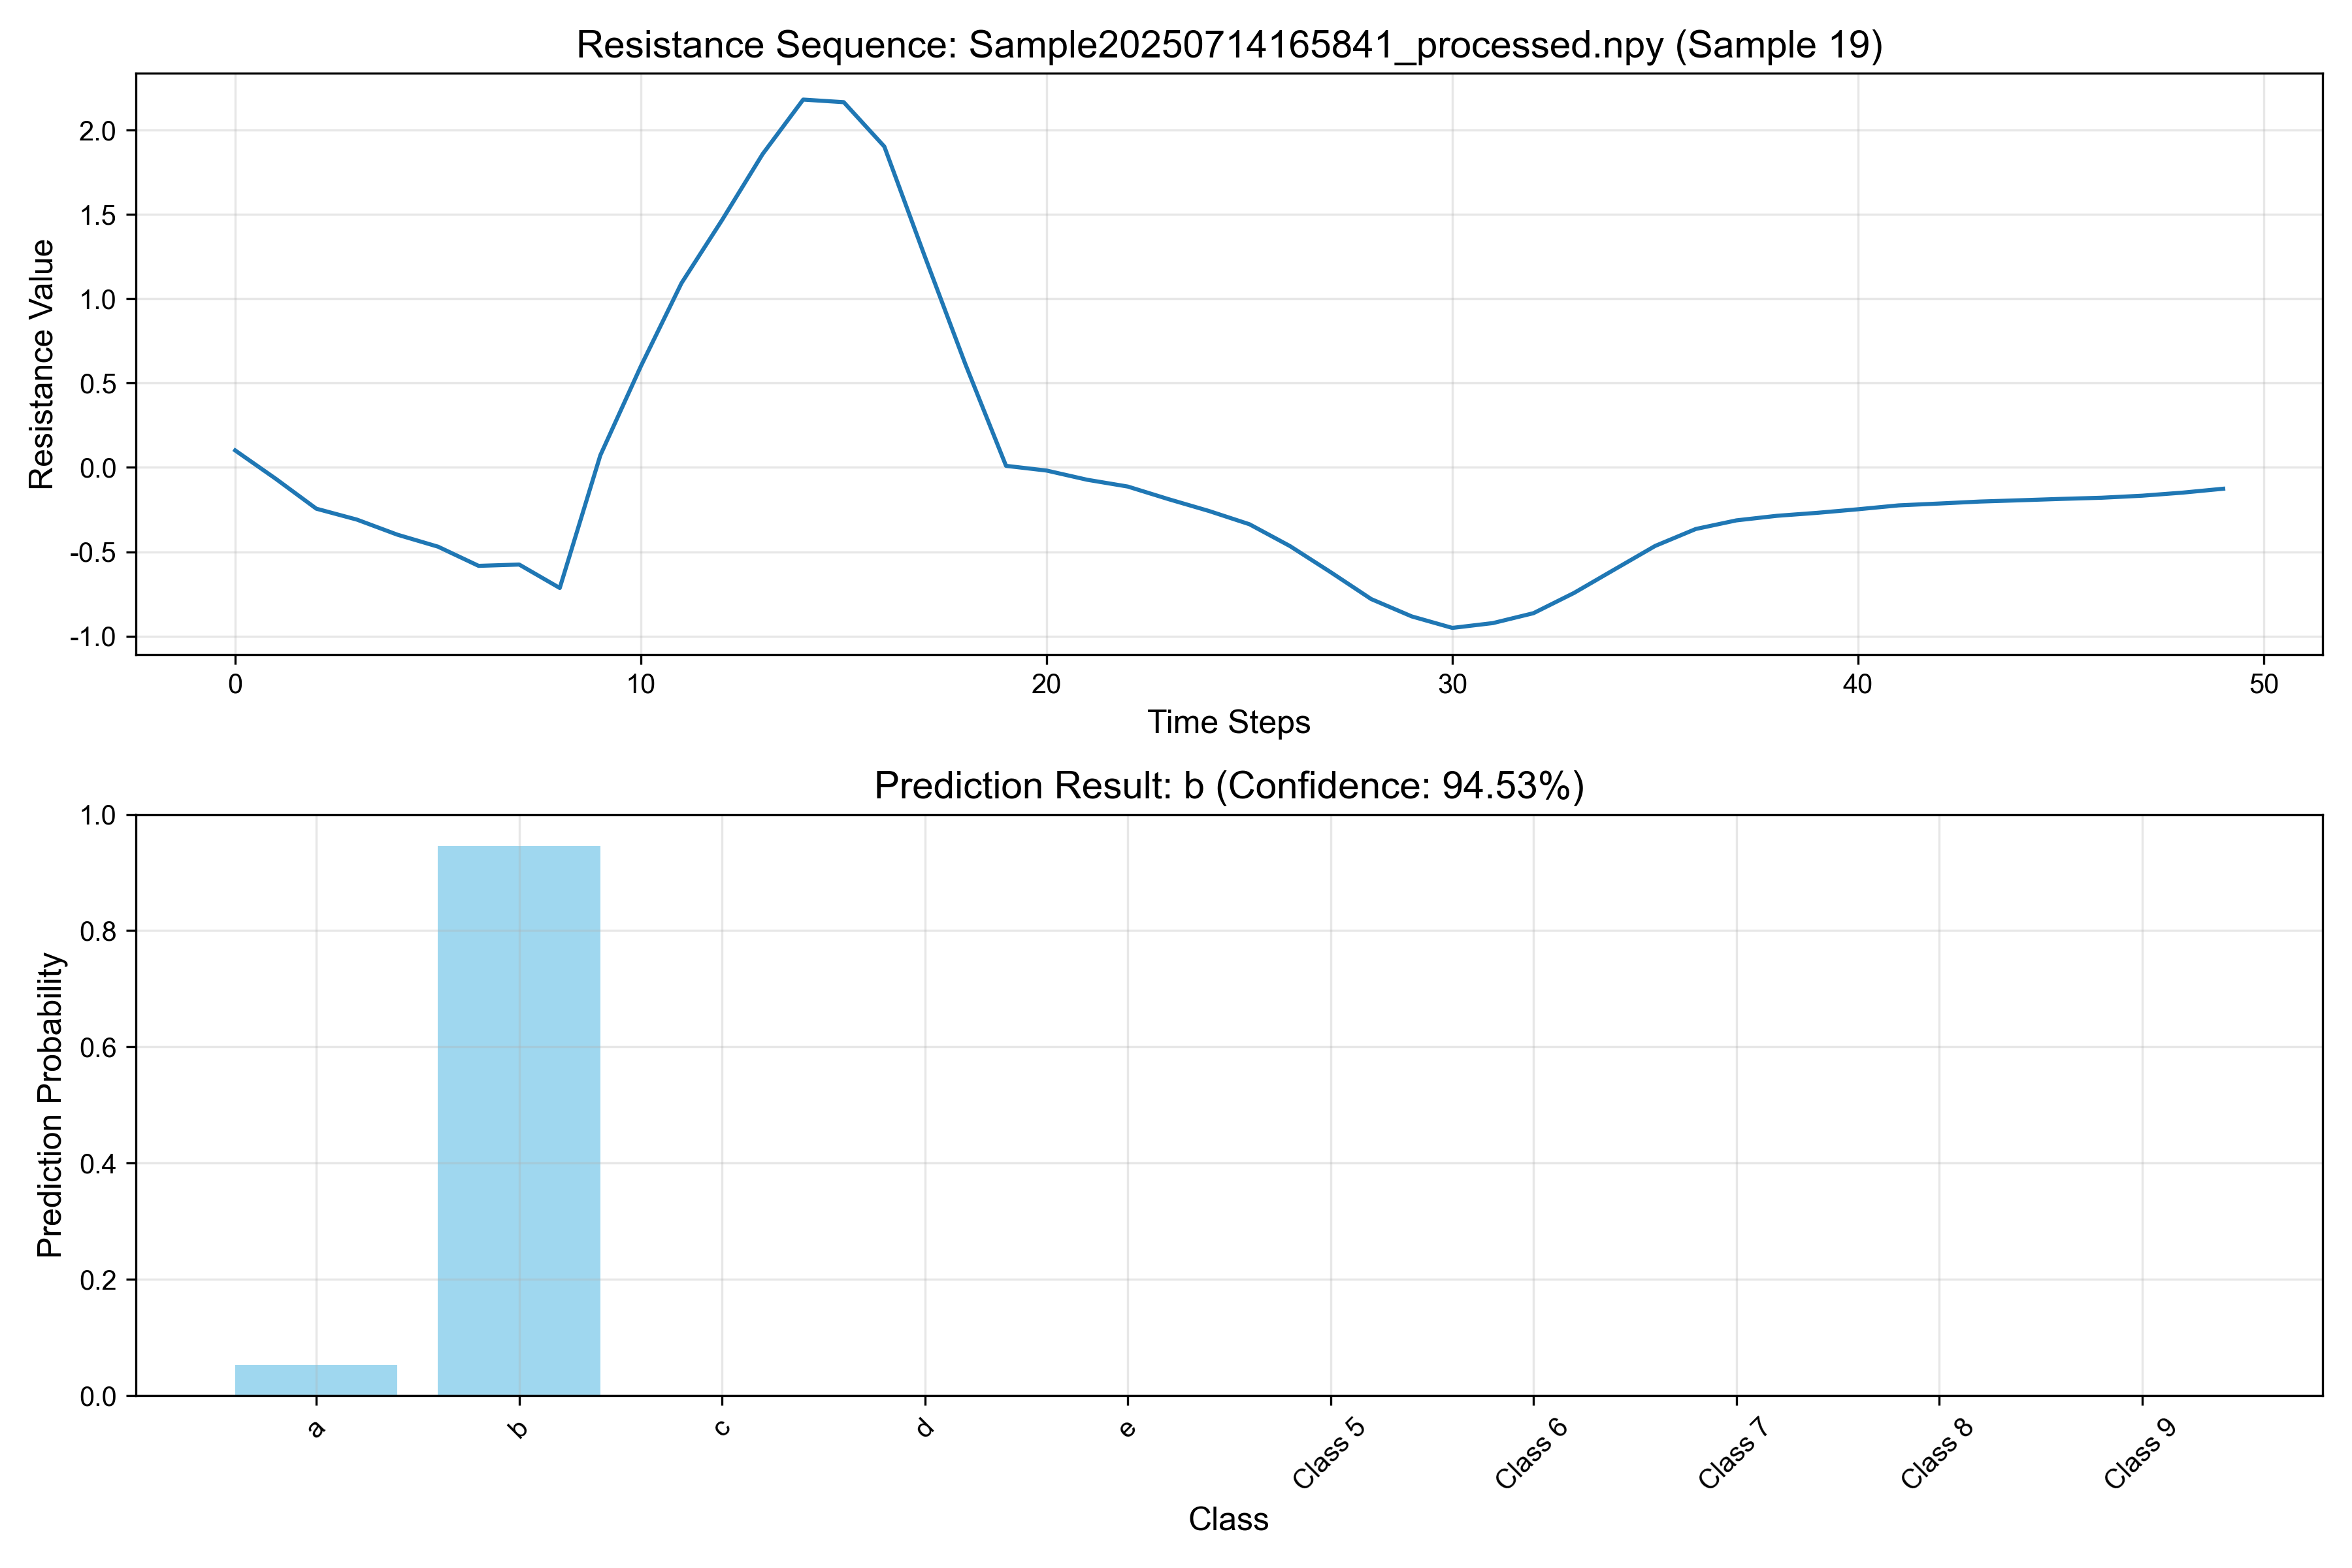 Resistance Sequence: Sample20250714165841_processed.npy (Sample 19)
Resistance Value
2.0
1.5
1.0
0.5
0.0
-0.5
-1.0
0 10 20 30 40 50
Time Steps
Prediction Result: b (Confidence: 94.53%)
Prediction Probability
1.0
0.8
0.6
0.4
0.2
0.0
a b c d e Class 5 Class 6 Class 7 Class 8 Class 9
Class